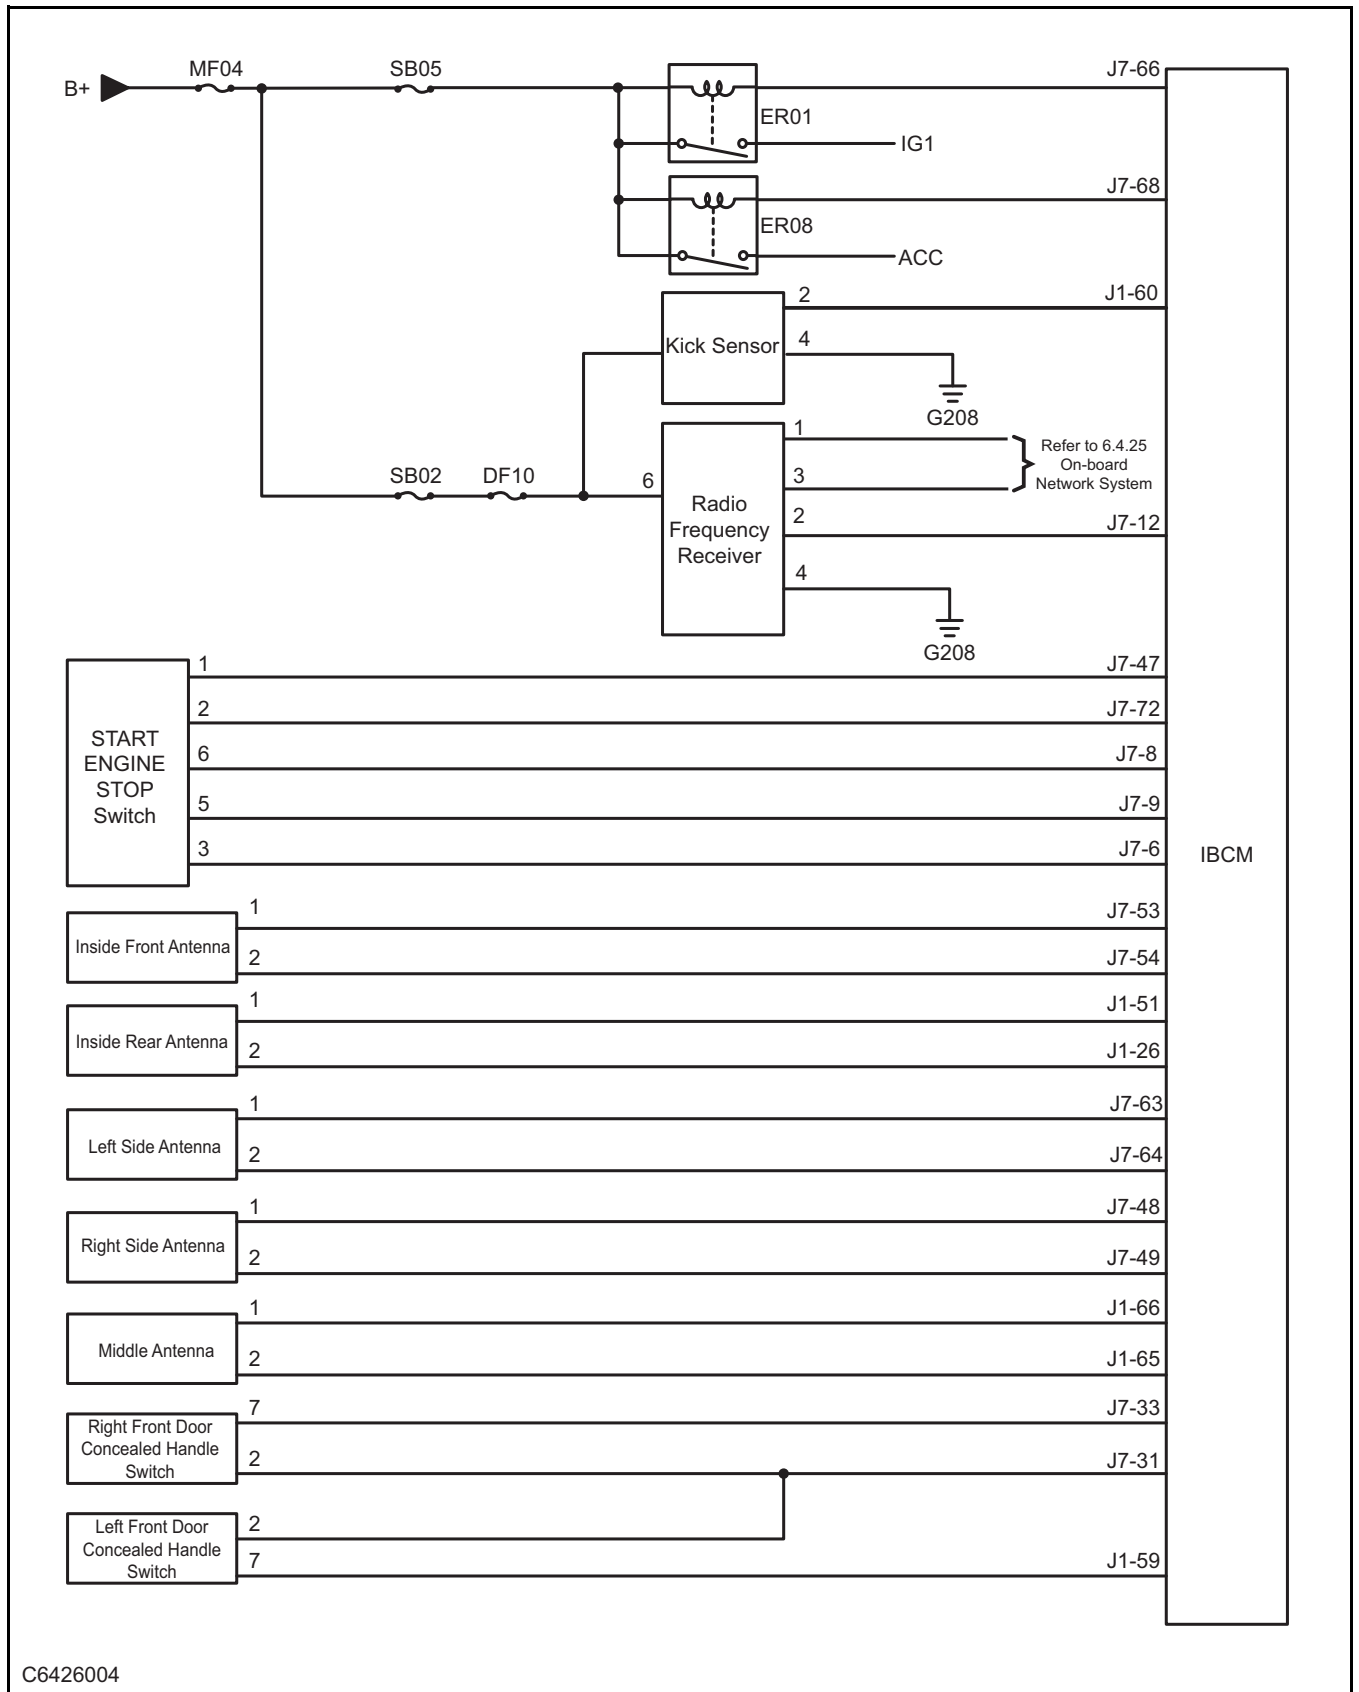 MF04
SB05
J7-66
B+
ER01
IG1
J7-68
ER08
ACC
2
J1-60
Kick Sensor
4
G208
1
Refer to 6.4.25
On-board
Network System
SB02
DF10
6
3
Radio
Frequency
Receiver
2
J7-12
4
G208
START
ENGINE
STOP
Switch
1
J7-47
2
J7-72
6
J7-8
5
J7-9
3
J7-6
IBCM
Inside Front Antenna
1
J7-53
2
J7-54
Inside Rear Antenna
1
J1-51
2
J1-26
Left Side Antenna
1
J7-63
2
J7-64
Right Side Antenna
1
J7-48
2
J7-49
Middle Antenna
1
J1-66
2
J1-65
Right Front Door
Concealed Handle
Switch
7
J7-33
2
J7-31
Left Front Door
Concealed Handle
Switch
2
7
J1-59
C6426004